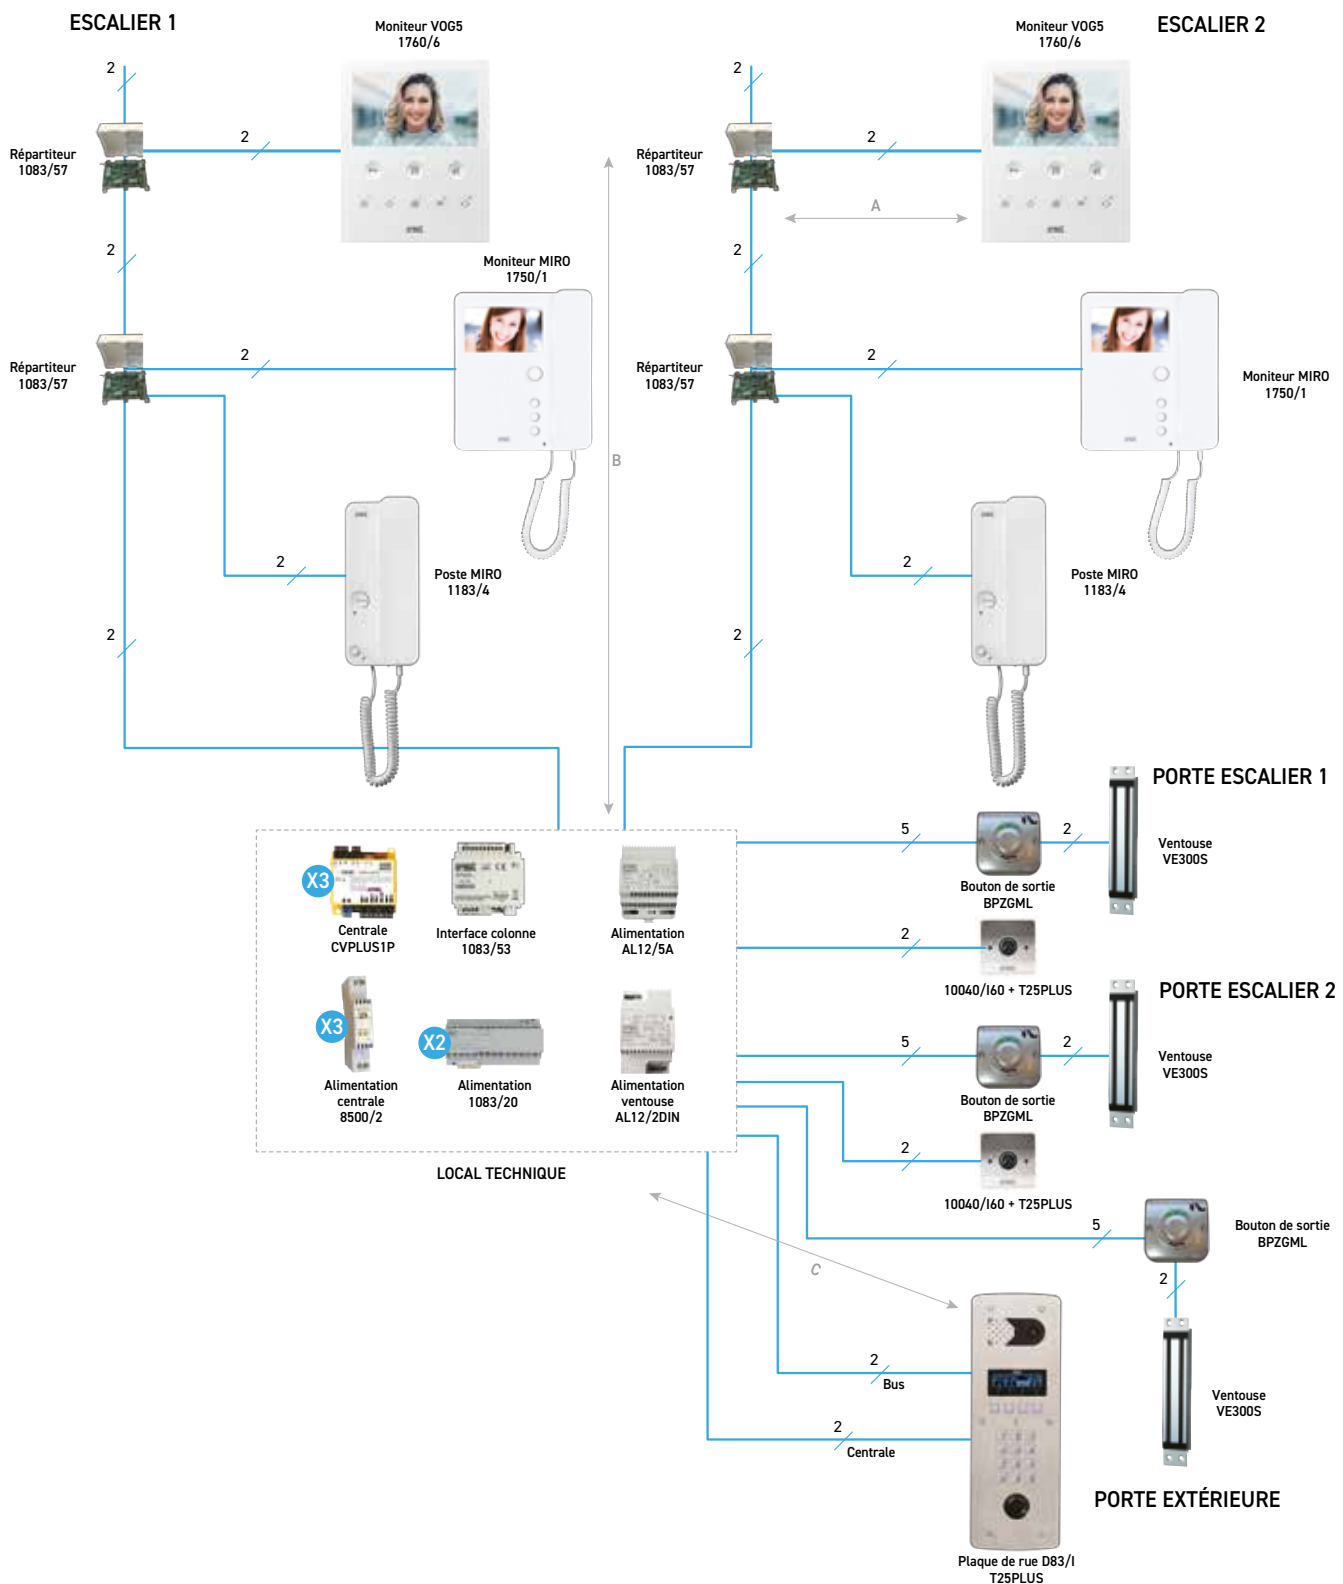 ESCALIER 1
Moniteur VOG5
1760/6
Moniteur VOG5
1760/6
ESCALIER 2
2
2
2
2
Répartiteur
1083/57
Répartiteur
1083/57
A
2
2
Moniteur MIRO
1750/1
2
2
Répartiteur
1083/57
Répartiteur
1083/57
Moniteur MIRO
1750/1
B
2
2
Poste MIRO
1183/4
Poste MIRO
1183/4
2
2
PORTE ESCALIER 1
5
2
Ventouse
VE300S
Bouton de sortie
BPZGML
X3
Centrale
CVPLUS1P
Interface colonne
1083/53
Alimentation
AL12/5A
2
10040/I60 + T25PLUS
PORTE ESCALIER 2
X3
X2
5
2
Ventouse
VE300S
Bouton de sortie
BPZGML
Alimentation
centrale
8500/2
Alimentation
1083/20
Alimentation
ventouse
AL12/2DIN
2
LOCAL TECHNIQUE
10040/I60 + T25PLUS
5
Bouton de sortie
BPZGML
C
2
2
Bus
Ventouse
VE300S
2
Centrale
PORTE EXTÉRIEURE
Plaque de rue D83/I
T25PLUS